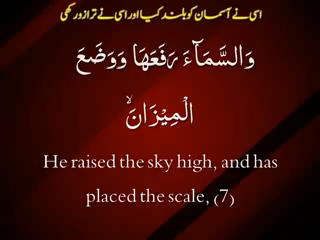 اسی نے آسمان کو بلند کیا اور اسی نے ترازو رکھی
وَالسَّمَآءَ رَفَعَهَا وَوَضَعَ
الْمِيْزَانَۙ
He raised the sky high, and has
placed the scale, (7)